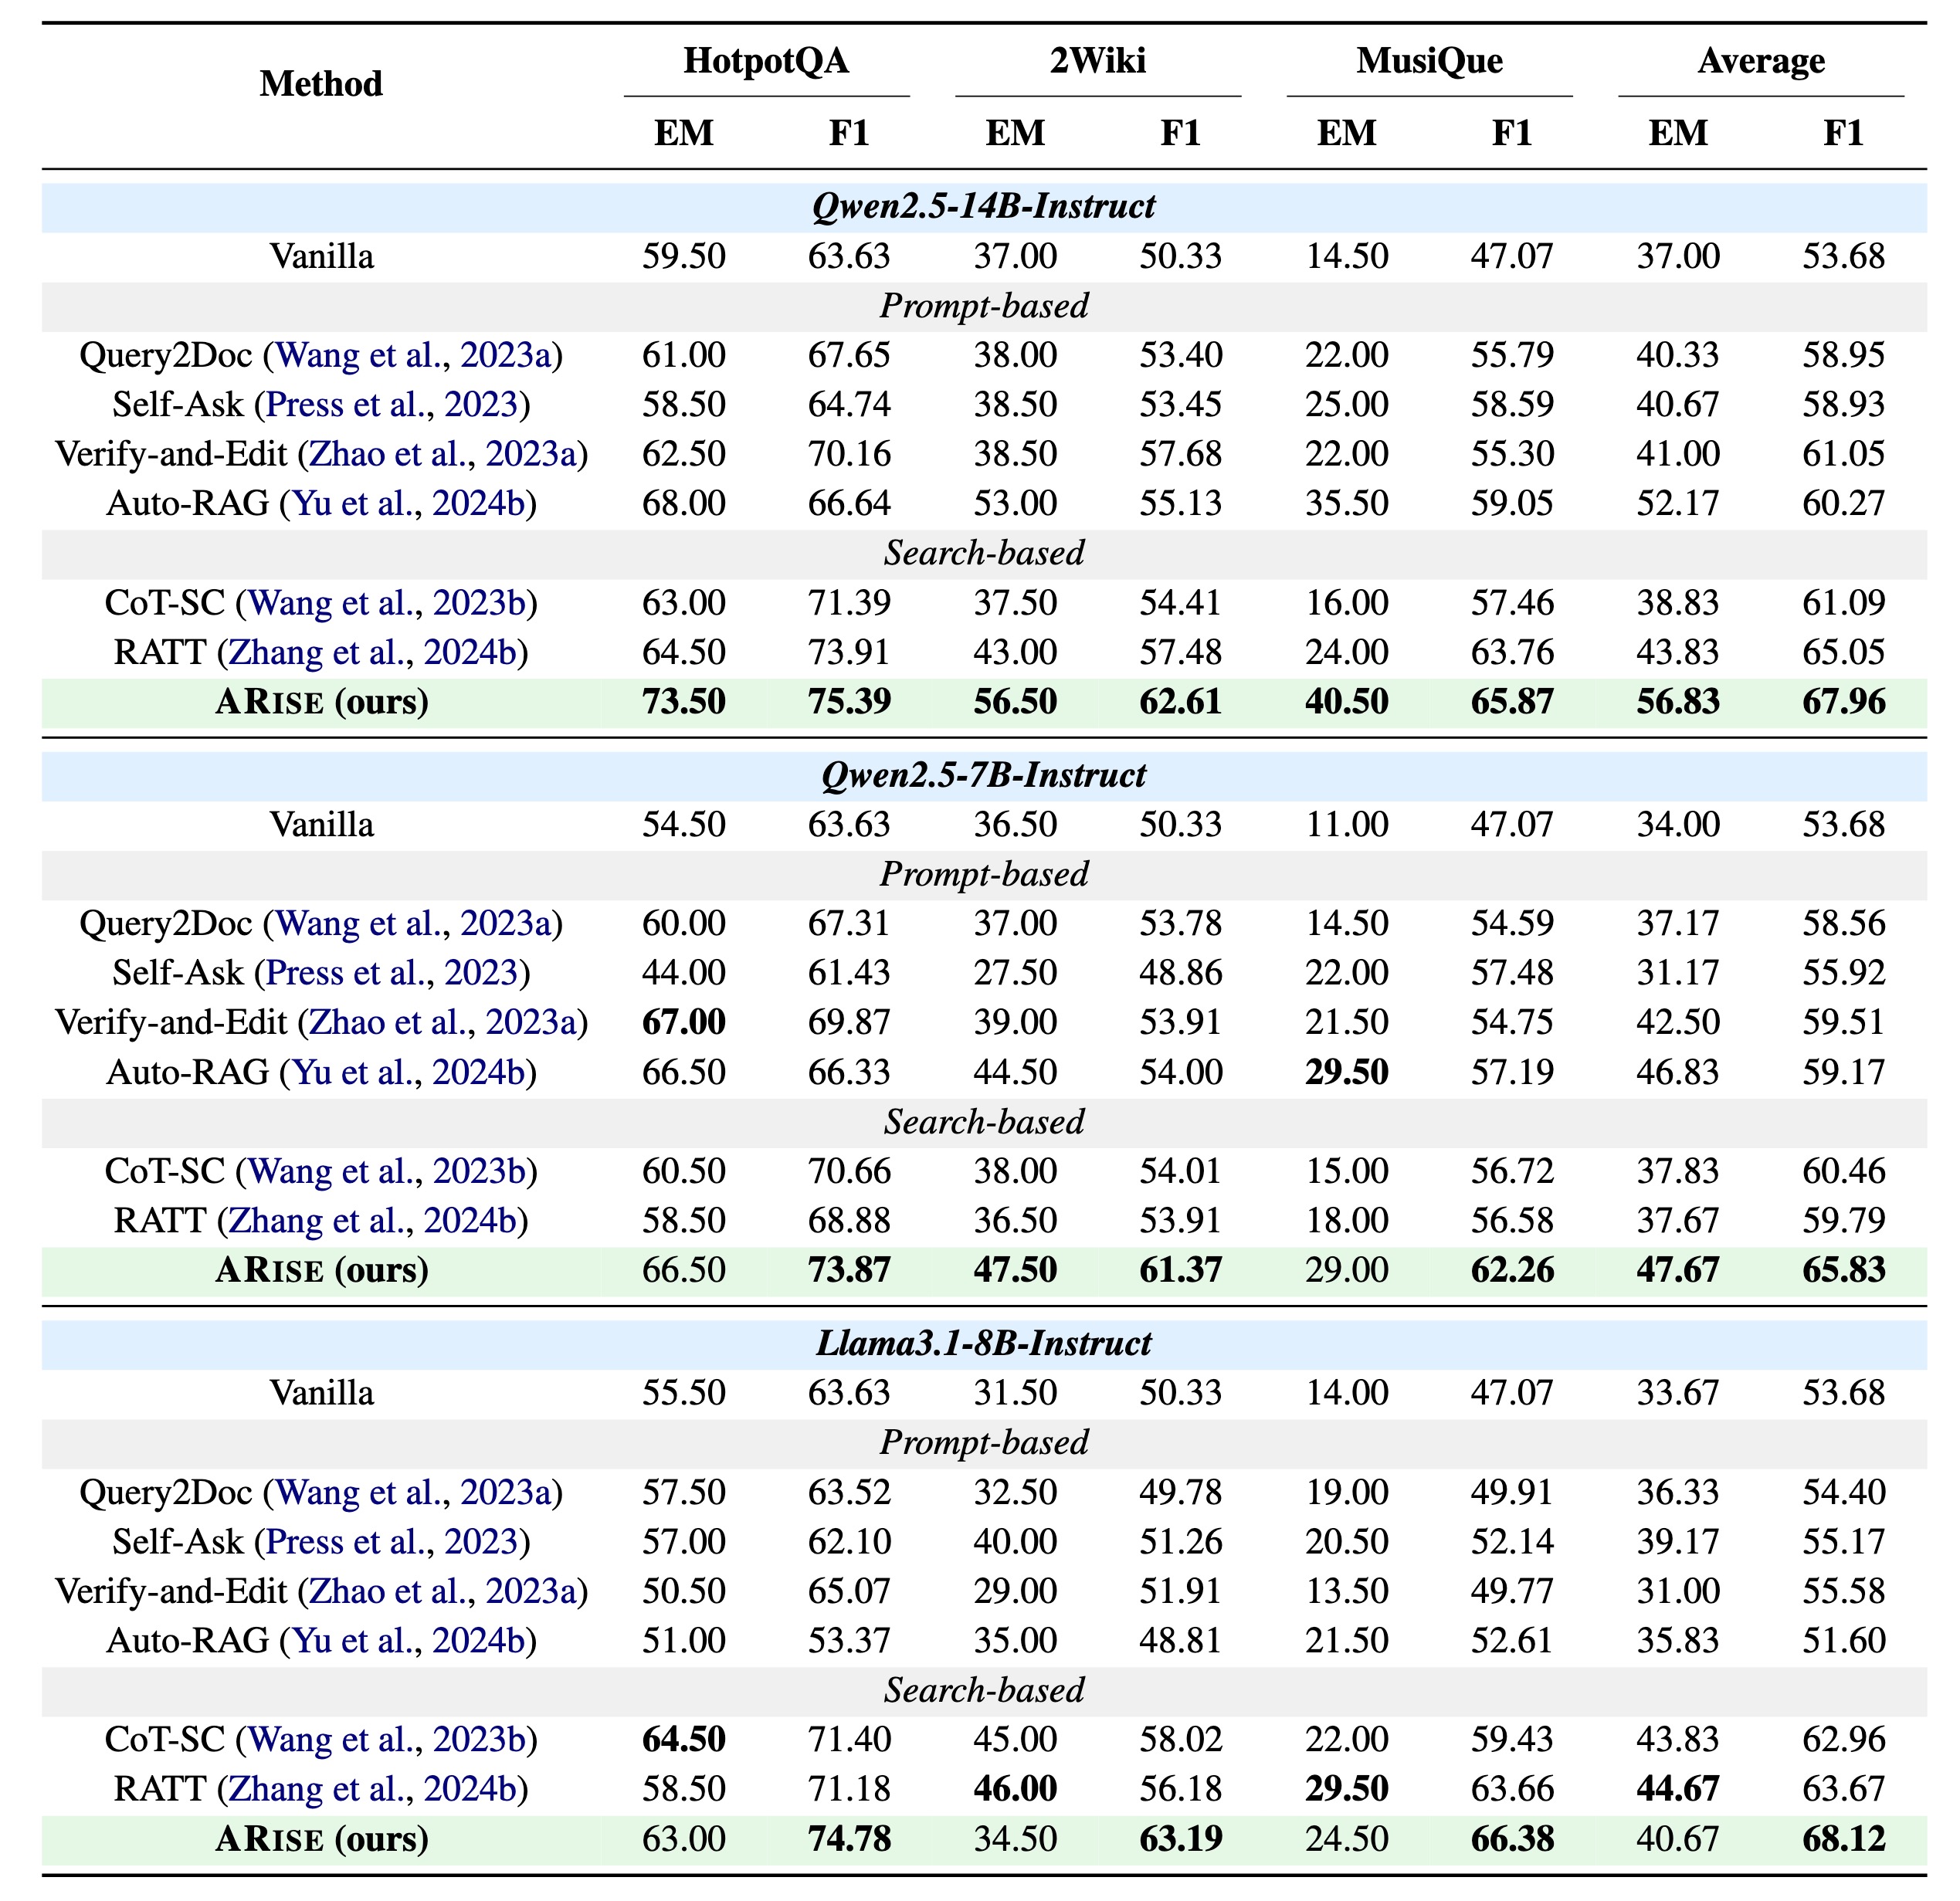 Method HotpotQA 2Wiki MusiQue Average
EM F1 EM F1 EM F1 EM F1
Qwen2.5-14B-Instruct
Vanilla 59.50 63.63 37.00 50.33 14.50 47.07 37.00 53.68
Prompt-based
Query2Doc (Wang et al., 2023a) 61.00 67.65 38.00 53.40 22.00 55.79 40.33 58.95
Self-Ask (Press et al., 2023) 58.50 64.74 38.50 53.45 25.00 58.59 40.67 58.93
Verify-and-Edit (Zhao et al., 2023a) 62.50 70.16 38.50 57.68 22.00 55.30 41.00 61.05
Auto-RAG (Yu et al., 2024b) 68.00 66.64 53.00 55.13 35.50 59.05 52.17 60.27
Search-based
CoT-SC (Wang et al., 2023b) 63.00 71.39 37.50 54.41 16.00 57.46 38.83 61.09
RATT (Zhang et al., 2024b) 64.50 73.91 43.00 57.48 24.00 63.76 43.83 65.05
ARISE (ours) 73.50 75.39 56.50 62.61 40.50 65.87 56.83 67.96
Qwen2.5-7B-Instruct
Vanilla 54.50 63.63 36.50 50.33 11.00 47.07 34.00 53.68
Prompt-based
Query2Doc (Wang et al., 2023a) 60.00 67.31 37.00 53.78 14.50 54.59 37.17 58.56
Self-Ask (Press et al., 2023) 44.00 61.43 27.50 48.86 22.00 57.48 31.17 55.92
Verify-and-Edit (Zhao et al., 2023a) 67.00 69.87 39.00 53.91 21.50 54.75 42.50 59.51
Auto-RAG (Yu et al., 2024b) 66.50 66.33 44.50 54.00 29.50 57.19 46.83 59.17
Search-based
CoT-SC (Wang et al., 2023b) 60.50 70.66 38.00 54.01 15.00 56.72 37.83 60.46
RATT (Zhang et al., 2024b) 58.50 68.88 36.50 53.91 18.00 56.58 37.67 59.79
ARISE (ours) 66.50 73.87 47.50 61.37 29.00 62.26 47.67 65.83
Llama3.1-8B-Instruct
Vanilla 55.50 63.63 31.50 50.33 14.00 47.07 33.67 53.68
Prompt-based
Query2Doc (Wang et al., 2023a) 57.50 63.52 32.50 49.78 19.00 49.91 36.33 54.40
Self-Ask (Press et al., 2023) 57.00 62.10 40.00 51.26 20.50 52.14 39.17 55.17
Verify-and-Edit (Zhao et al., 2023a) 50.50 65.07 29.00 51.91 13.50 49.77 31.00 55.58
Auto-RAG (Yu et al., 2024b) 51.00 53.37 35.00 48.81 21.50 52.61 35.83 51.60
Search-based
CoT-SC (Wang et al., 2023b) 64.50 71.40 45.00 58.02 22.00 59.43 43.83 62.96
RATT (Zhang et al., 2024b) 58.50 71.18 46.00 56.18 29.50 63.66 44.67 63.67
ARISE (ours) 63.00 74.78 34.50 63.19 24.50 66.38 40.67 68.12